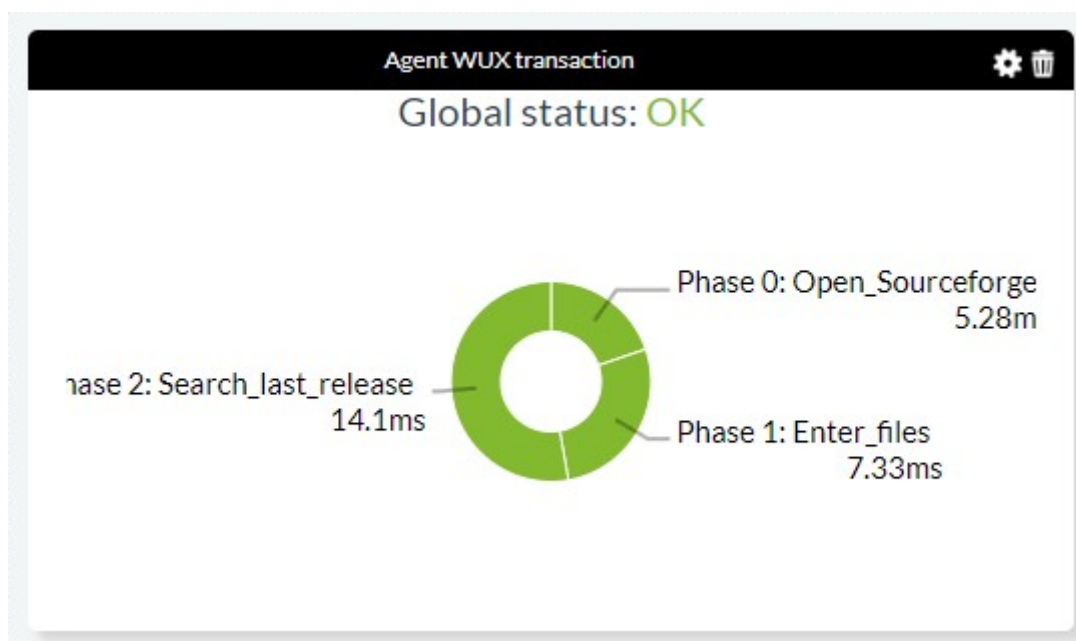 Agent WUX transaction
Global status: OK
Phase 0: Open_Sourceforge
5.28m
hase 2: Search_last_release
14.1ms
Phase 1: Enter_files
7.33ms